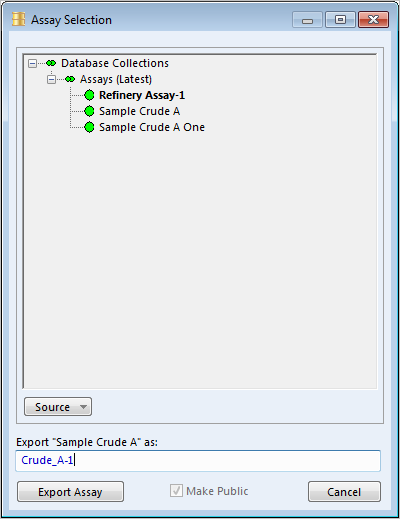 Assay Selection
Database Collections
Assays (Latest)
Refinery Assay-1
Sample Crude A
Sample Crude A One
Source
Export "Sample Crude A" as:
Crude_A-1
Export Assay
Make Public
Cancel